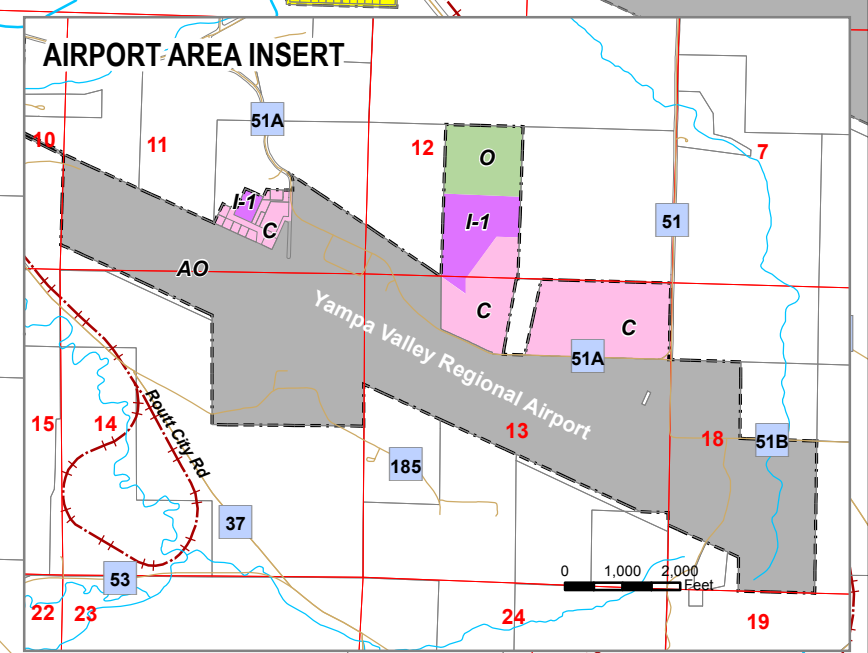 AIRPORT AREA INSERT
51A
10
11
12
7
O
I-1
I-1
C
51
AO
C
C
Yampa Valley Regional Airport
51A
15
14
Routt City Rd
13
18
51B
185
37
53
0 1,000 2,000
Feet
22
23
24
19